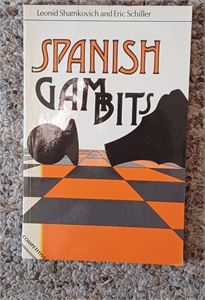 Leonid Shamkovich and Eric Schiller
SPANISH
GAMBITS